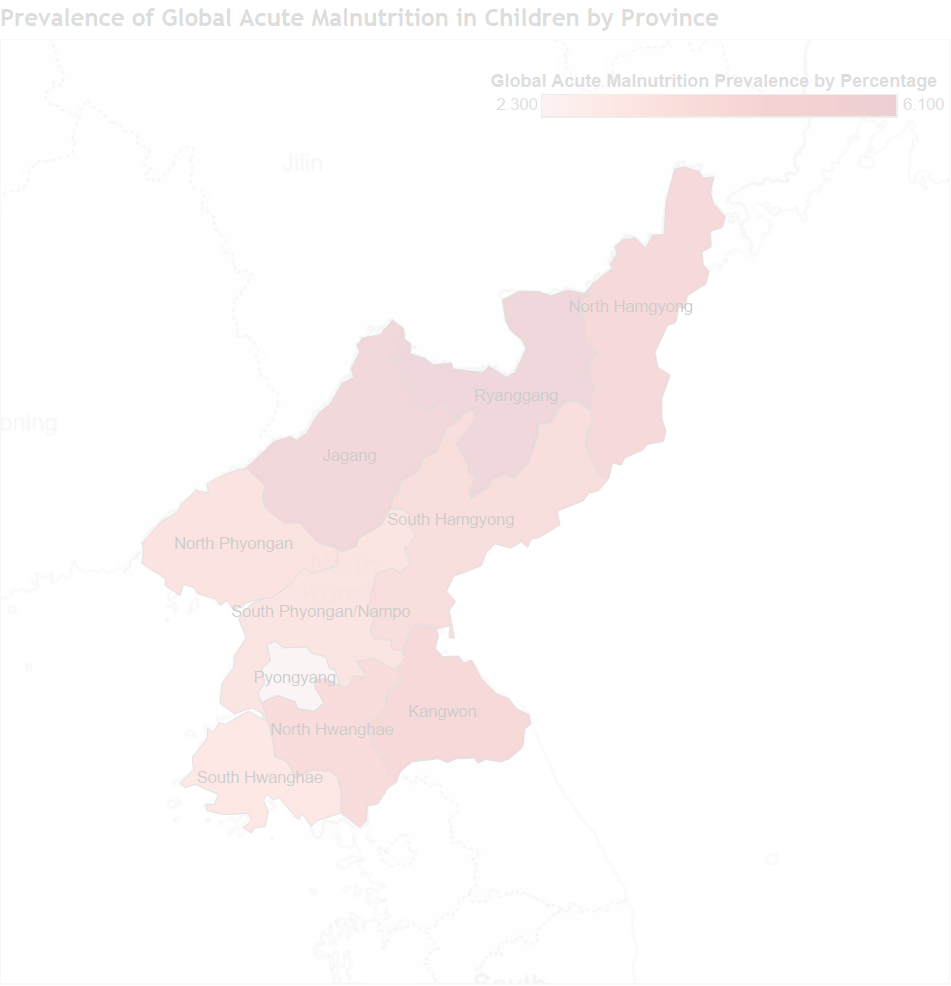 Prevalence of Global Acute Malnutrition in Children by Province
Global Acute Malnutrition Prevalence by Percentage
2.300 6.100
Jilin
North Hamgyong
Ryanggang
oning
Jagang
South Hamgyong
North Phyongan
North
Korea
South Phyongan/Nampo
Pyongyang
Kangwon
North Hwanghae
South Hwanghae
South